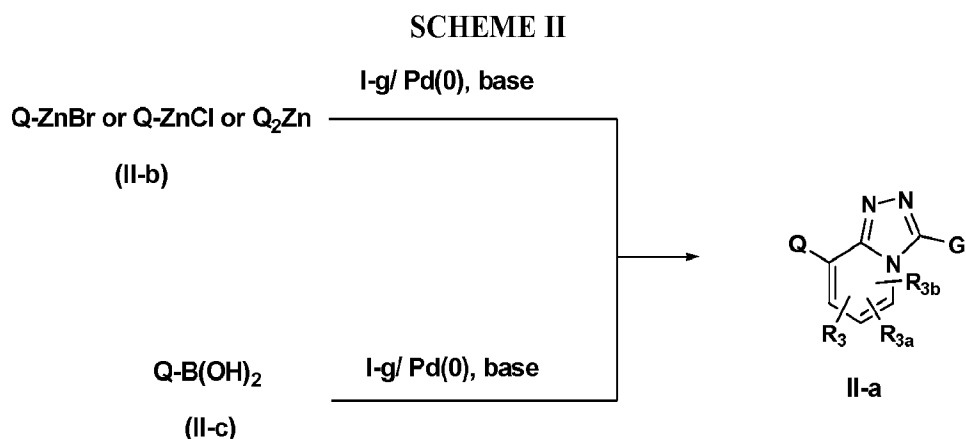 SCHEME II
I-g/ Pd(0), base
Q-ZnBr or Q-ZnCl or Q₂Zn
(II-b)
N N
Q G
N
R₃b
R₃ R₃a
II-a
Q-B(OH)₂ I-g/ Pd(0), base
(II-c)